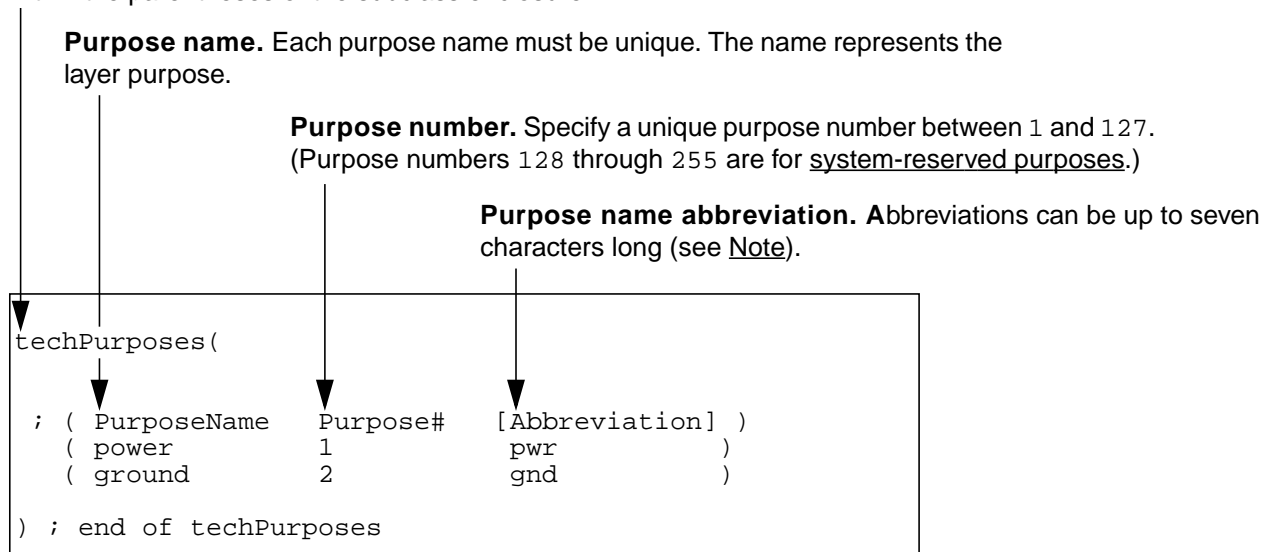 Purpose name. Each purpose name must be unique. The name represents the
layer purpose.
Purpose number. Specify a unique purpose number between 1 and 127.
(Purpose numbers 128 through 255 are for system-reserved purposes.)
Purpose name abbreviation. Abbreviations can be up to seven
characters long (see Note).
techPurposes(
; ( PurposeName Purpose# [Abbreviation] )
( power 1 pwr )
( ground 2 gnd )
) ; end of techPurposes